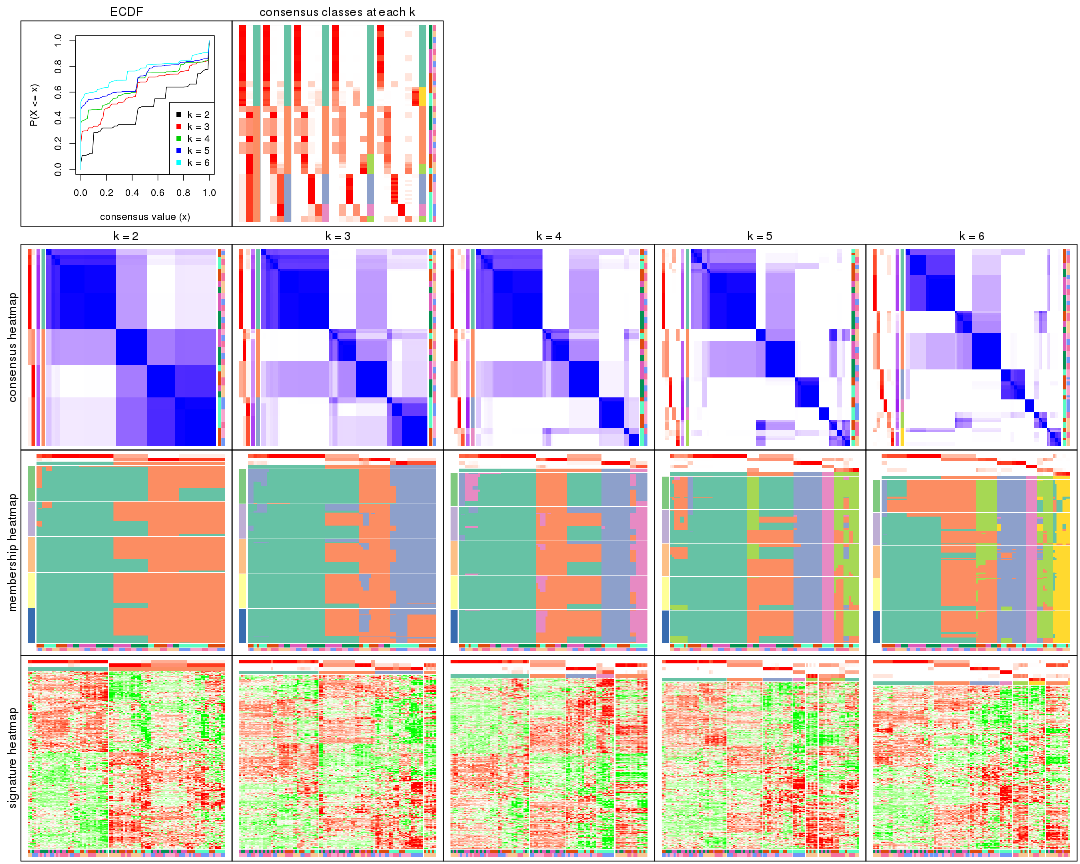 ECDF
consensus classes at each k
P(X <= x)
0.0 0.2 0.4 0.6 0.8 1.0
k = 2
k = 3
k = 4
k = 5
k = 6
0.0 0.2 0.4 0.6 0.8 1.0
consensus value (x)
k = 2
k = 3
k = 4
k = 5
k = 6
consensus heatmap
membership heatmap
signature heatmap